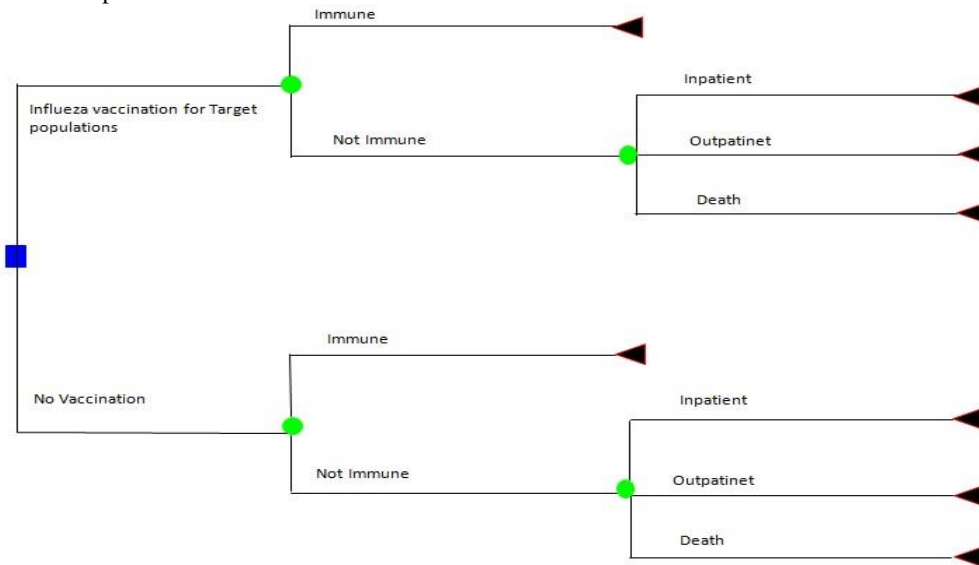 Immune
Inpatient
Influeza vaccination for Target
populations
Not Immune
Outpatinet
Death
Immune
No Vaccination
Inpatient
Not Immune
Outpatinet
Death